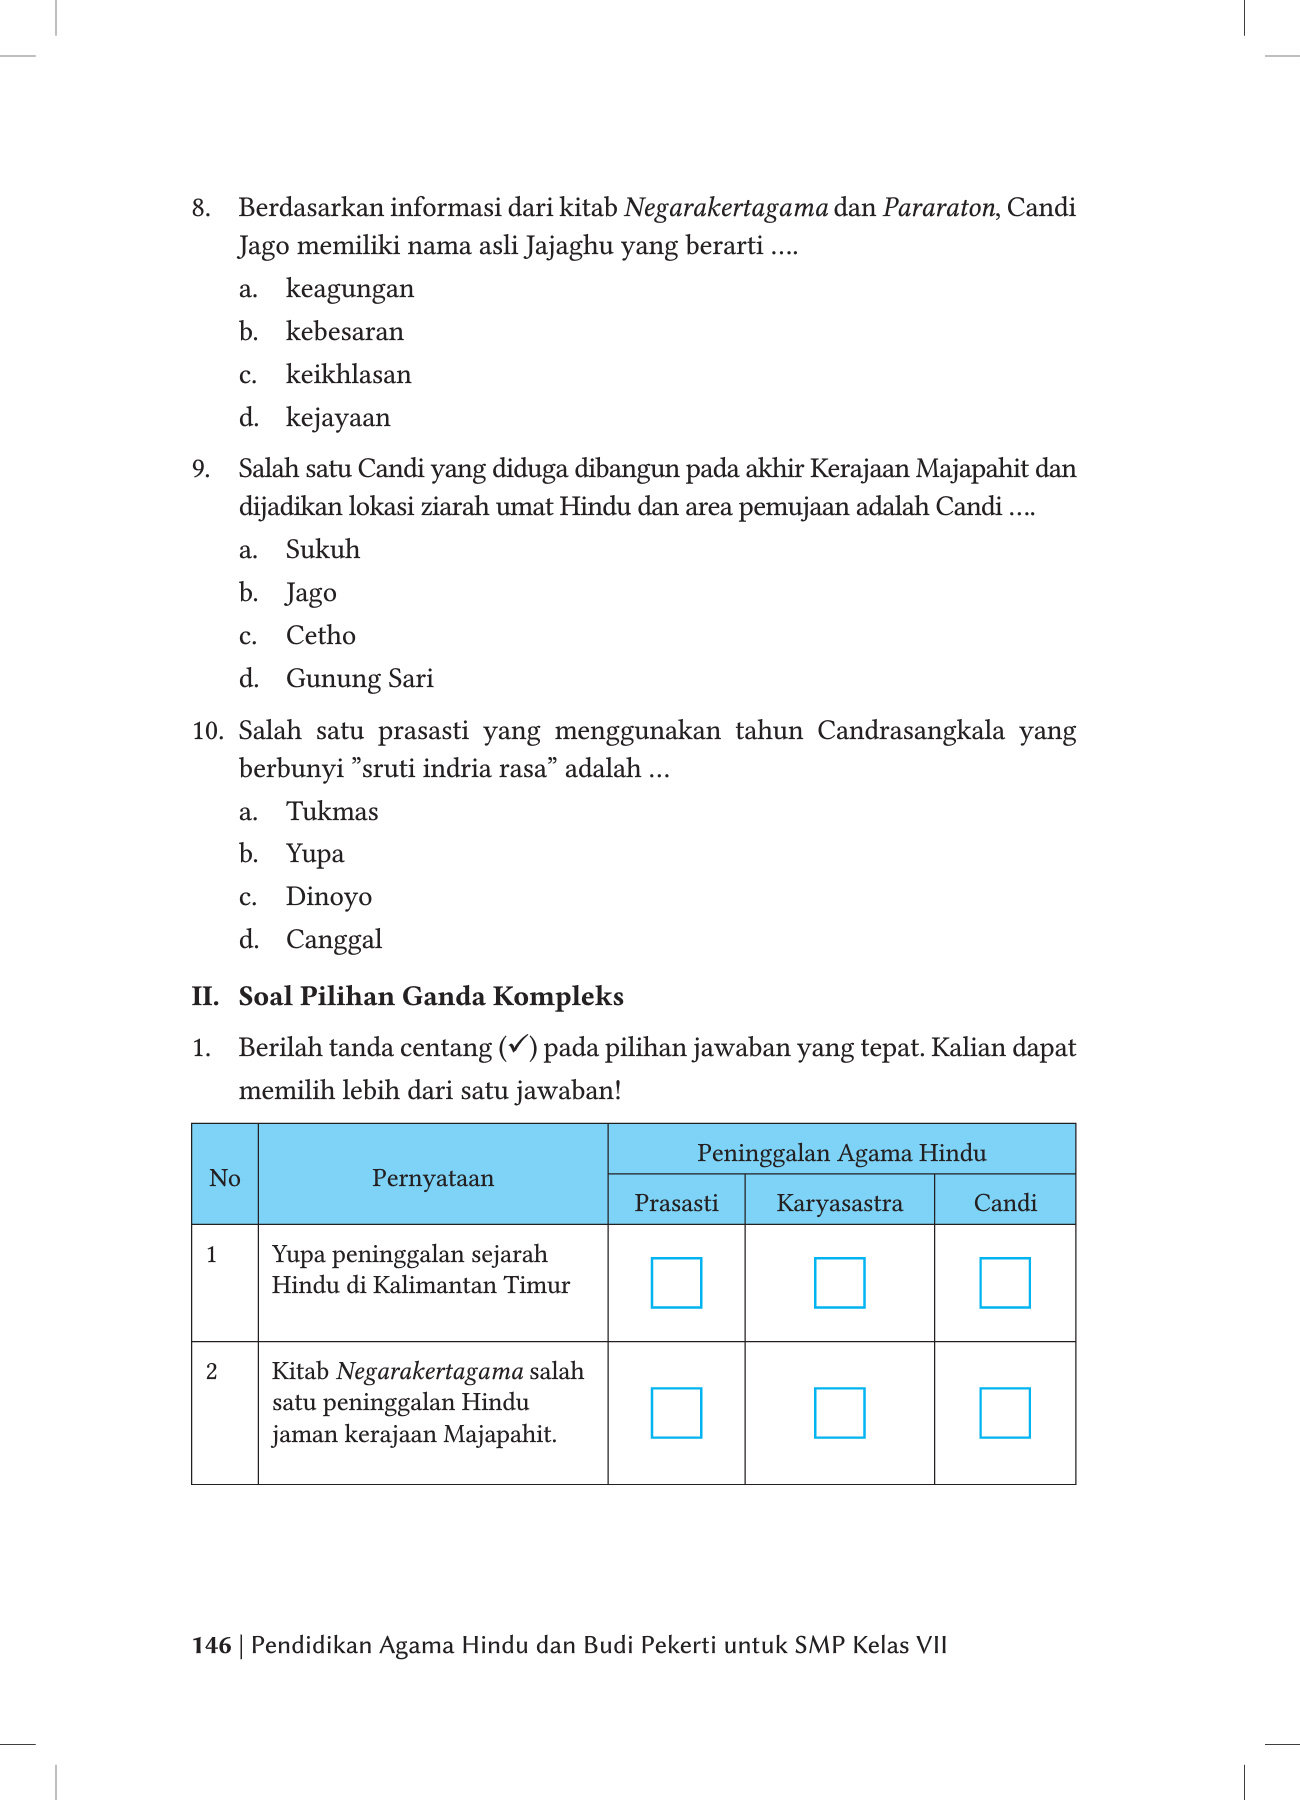 8. Berdasarkan informasi dari kitab Negarakertagama dan Pararaton, Candi
Jago memiliki nama asli Jajaghu yang berarti ....
a. keagungan
b. kebesaran
c. keikhlasan
d. kejayaan
9. Salah satu Candi yang diduga dibangun pada akhir Kerajaan Majapahit dan
dijadikan lokasi ziarah umat Hindu dan area pemujaan adalah Candi ....
a. Sukuh
b. Jago
c. Cetho
d. Gunung Sari
10. Salah satu prasasti yang menggunakan tahun Candrasangkala yang
berbunyi ”sruti indria rasa” adalah ...
a. Tukmas
b. Yupa
c. Dinoyo
d. Canggal
II. Soal Pilihan Ganda Kompleks
1. Berilah tanda centang (✓) pada pilihan jawaban yang tepat. Kalian dapat
memilih lebih dari satu jawaban!
No Pernyataan Peninggalan Agama Hindu
Prasasti Karyasastra Candi
1 Yupa peninggalan sejarah
Hindu di Kalimantan Timur
2 Kitab Negarakertagama salah
satu peninggalan Hindu
jaman kerajaan Majapahit.
146 | Pendidikan Agama Hindu dan Budi Pekerti untuk SMP Kelas VII